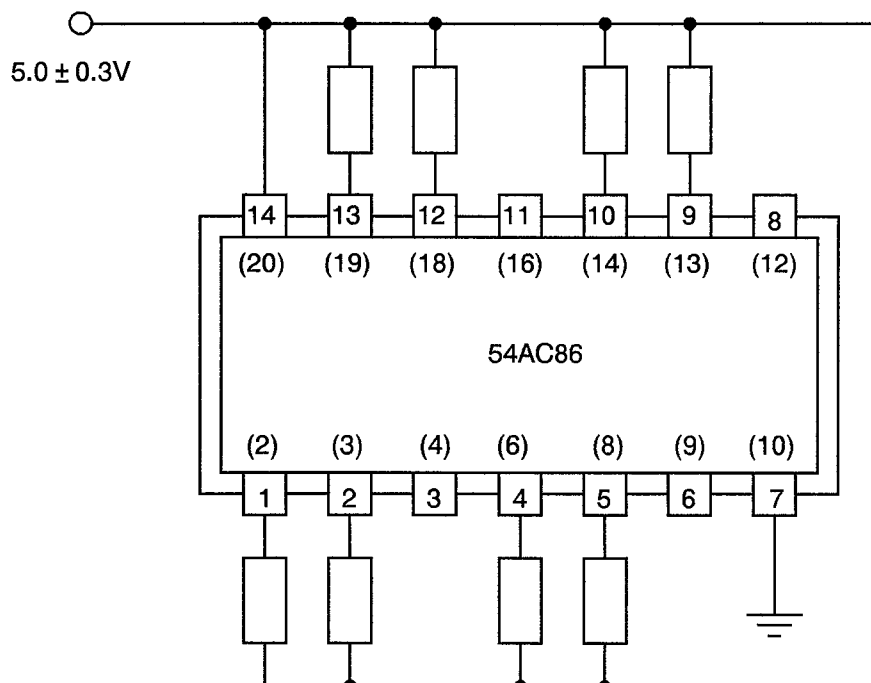 5.0 ± 0.3V
14 13 12 11 10 9 8
(20) (19) (18) (16) (14) (13) (12)
54AC86
(2) (3) (4) (6) (8) (9) (10)
1 2 3 4 5 6 7